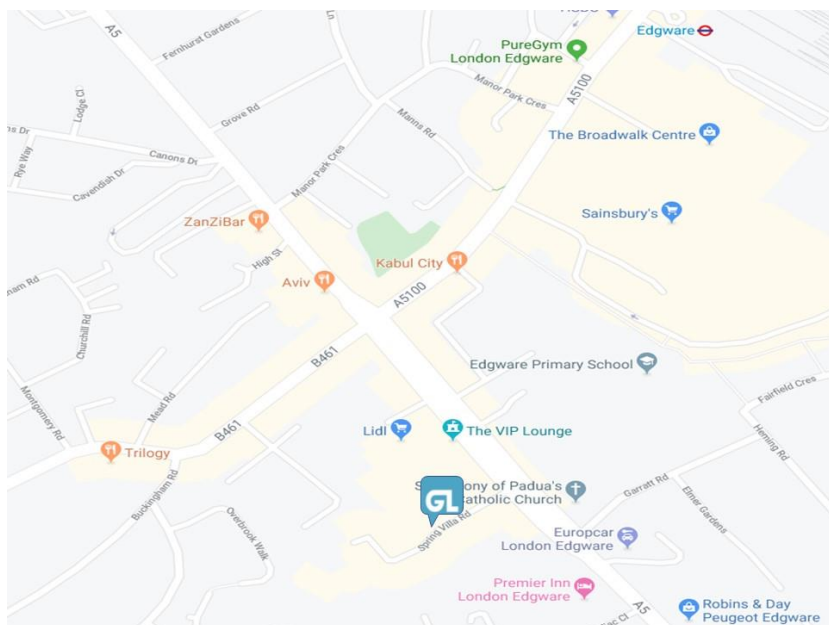 A5
Fernhurst Gardens
Ln
PureGym
London Edgware
Edgware
Manor Park Cres
A5100
Lodge Cl
Grove Rd
Manns Rd
The Broadwalk Centre
Rye Way
Canons Dr
Cavendish Dr
Manor Park Cres
ZanZiBar
Sainsbury's
High St
Kabul City
Aviv
A5100
Churchill Rd
B461
Edgware Primary School
Fairfield Cres
Montgomery Rd
Mead Rd
B461
Lidl
The VIP Lounge
Heming Rd
Trilogy
Buckingham Rd
GL
ony of Padua's
Catholic Church
Garratt Rd
Elmer Gardens
Overbrook Walk
Spring Villa Rd
Europcar
London Edgware
Premier Inn
London Edgware
A5
Robins & Day
Peugeot Edgware